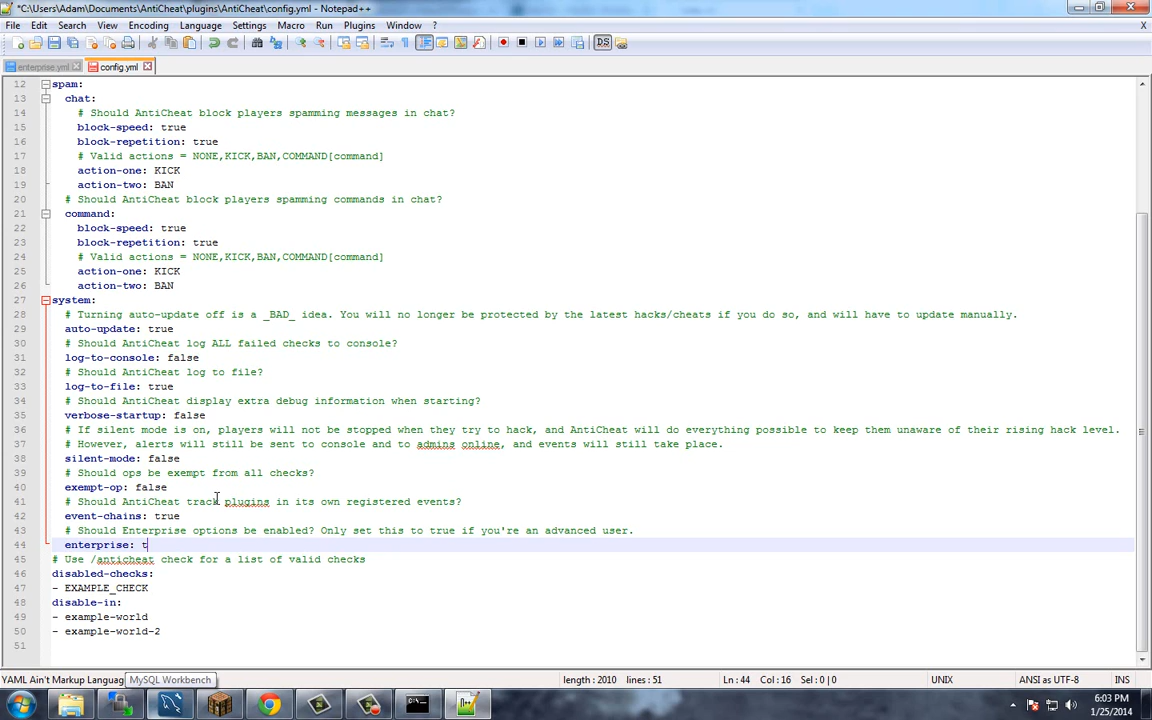 *C:\Users\Adam\Documents\AntiCheat\plugins\AntiCheat\config.yml - Notepad++
File Edit Search View Encoding Language Settings Macro Run Plugins Window ? X
enterprise.yml config.yml
12 spam:
13 chat:
14 # Should AntiCheat block players spamming messages in chat?
15 block-speed: true
16 block-repetition: true
17 # Valid actions = NONE,KICK,BAN,COMMAND[command]
18 action-one: KICK
19 action-two: BAN
20 # Should AntiCheat block players spamming commands in chat?
21 command:
22 block-speed: true
23 block-repetition: true
24 # Valid actions = NONE,KICK,BAN,COMMAND[command]
25 action-one: KICK
26 action-two: BAN
27 system:
28 # Turning auto-update off is a _BAD_ idea. You will no longer be protected by the latest hacks/cheats if you do so, and will have to update manually.
29 auto-update: true
30 # Should AntiCheat log ALL failed checks to console?
31 log-to-console: false
32 # Should AntiCheat log to file?
33 log-to-file: true
34 # Should AntiCheat display extra debug information when starting?
35 verbose-startup: false
36 # If silent mode is on, players will not be stopped when they try to hack, and AntiCheat will do everything possible to keep them unaware of their rising hack level.
37 # However, alerts will still be sent to console and to admins online, and events will still take place.
38 silent-mode: false
39 # Should ops be exempt from all checks?
40 exempt-op: false
41 # Should AntiCheat track plugins in its own registered events?
42 event-chains: true
43 # Should Enterprise options be enabled? Only set this to true if you're an advanced user.
44 enterprise: t
45 # Use /anticheat check for a list of valid checks
46 disabled-checks:
47 - EXAMPLE_CHECK
48 disable-in:
49 - example-world
50 - example-world-2
51
YAML Ain't Markup Languag MySQL Workbench length : 2010 lines : 51 Ln : 44 Col : 16 Sel : 0 | 0 UNIX ANSI as UTF-8 INS
6:03 PM
1/25/2014